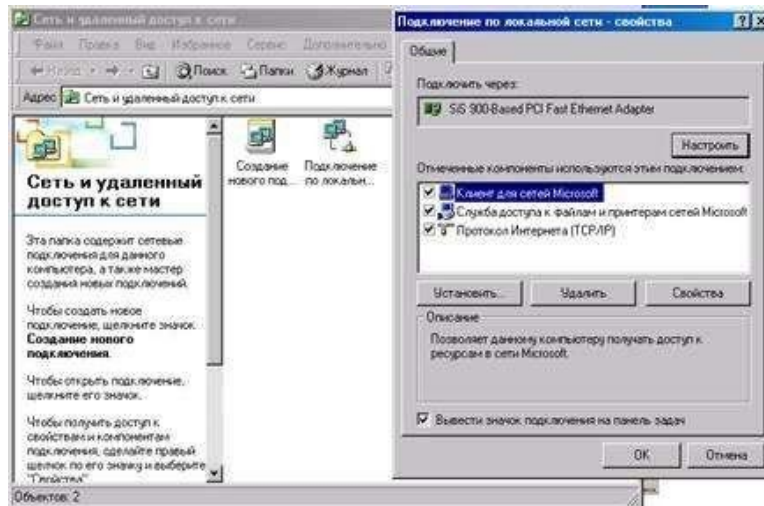 Сеть и удаленный доступ к сети
Файл Правка Вид Избранное Сервис Дополнительно
Назад Поиск Папки Журнал
Адрес Сеть и удаленный доступ к сети
Сеть и удаленный
доступ к сети
Эта папка содержит сетевые
подключения для данного
компьютера, а также мастер
создания новых подключений.
Чтобы создать новое
подключение, щелкните значок
Создание нового
подключения.
Чтобы открыть подключение,
щелкните его значок.
Чтобы получить доступ к
свойствам и компонентам
подключения, сделайте правый
щелчок по его значку и выберите
"Свойства".
Создание
нового под...
Подключение
по локальн...
Объектов: 2
Подключение по локальной сети - свойства
Общие
Подключить через:
SiS 900-Based PCI Fast Ethernet Adapter
Настроить
Отмеченные компоненты используются этим подключением:
Клиент для сетей Microsoft
Служба доступа к файлам и принтерам сетей Microsoft
Протокол Интернета (TCP/IP)
Установить... Удалить Свойства
Описание
Позволяет данному компьютеру получать доступ к
ресурсам в сети Microsoft.
Вывести значок подключения на панель задач
OK Отмена